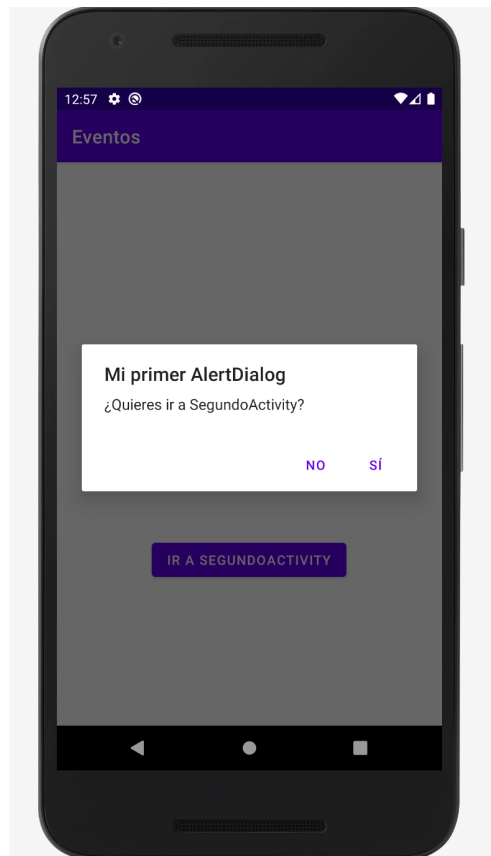 12:57
Eventos
Mi primer AlertDialog
¿Quieres ir a SegundoActivity?
NO SÍ
IR A SEGUNDOACTIVITY